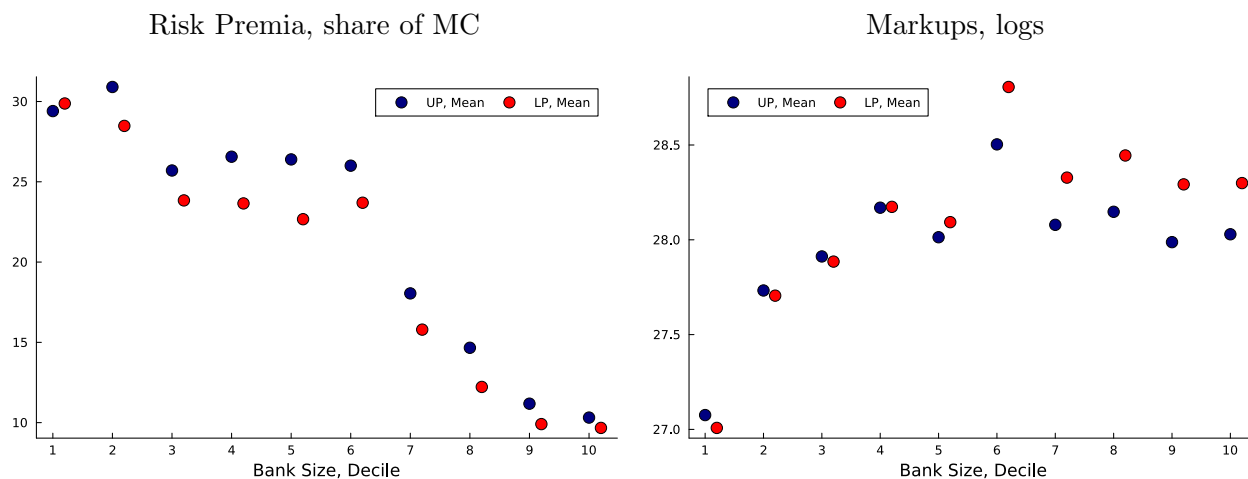 Risk Premia, share of MC
30
25
20
15
10
UP, Mean LP, Mean
1 2 3 4 5 6 7 8 9 10
Bank Size, Decile
Markups, logs
28.5
28.0
27.5
27.0
UP, Mean LP, Mean
1 2 3 4 5 6 7 8 9 10
Bank Size, Decile